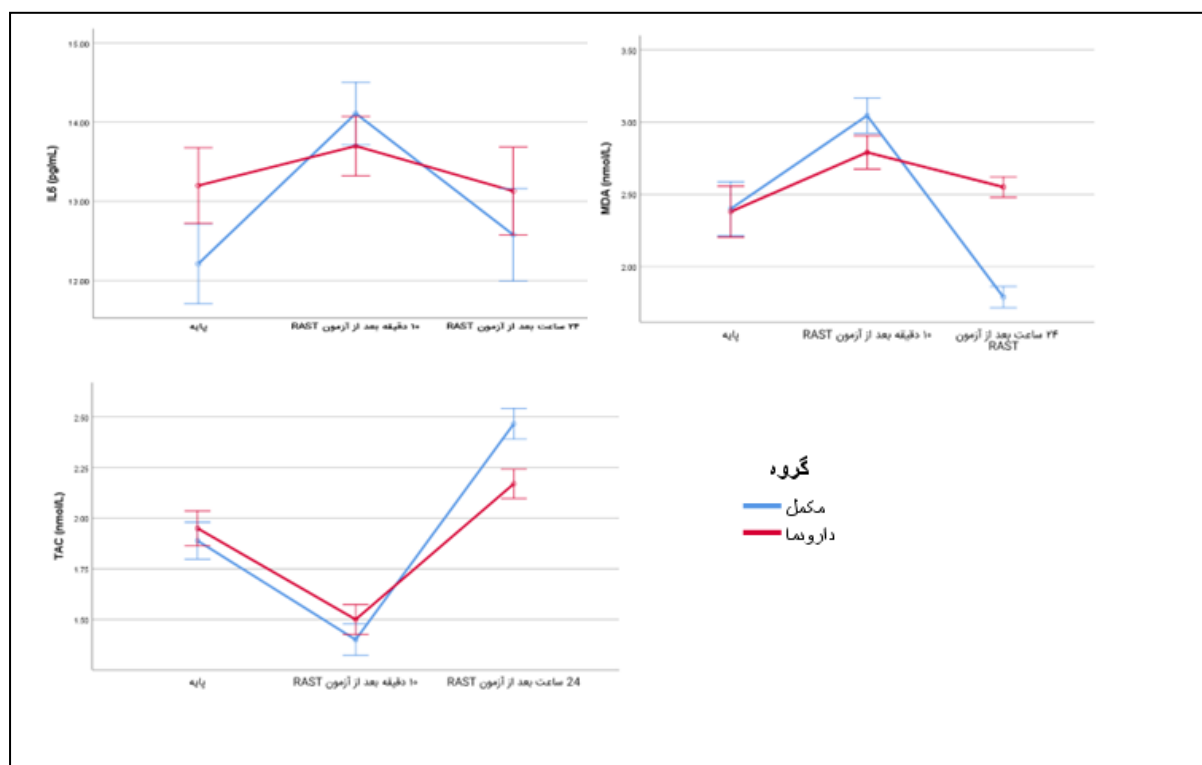 15.00
14.00
13.00
12.00
IL6 (pg/mL)
پایه
۱۰ دقیقه بعد از آزمون RAST
۲۴ ساعت بعد از آزمون RAST
3.50
3.00
2.50
2.00
MDA (nmol/L)
پایه
۱۰ دقیقه بعد از آزمون RAST
۲۴ ساعت بعد از آزمون
RAST
2.50
2.25
2.00
1.75
1.50
TAC (nmol/L)
پایه
۱۰ دقیقه بعد از آزمون RAST
24 ساعت بعد از آزمون RAST
گروه
مکمل
دارونما